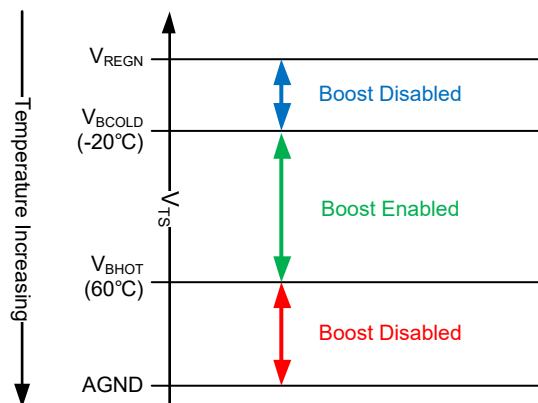 Temperature Increasing
V_TS
V_REGN
Boost Disabled
V_BCOLD
(-20℃)
Boost Enabled
V_BHOT
(60℃)
Boost Disabled
AGND